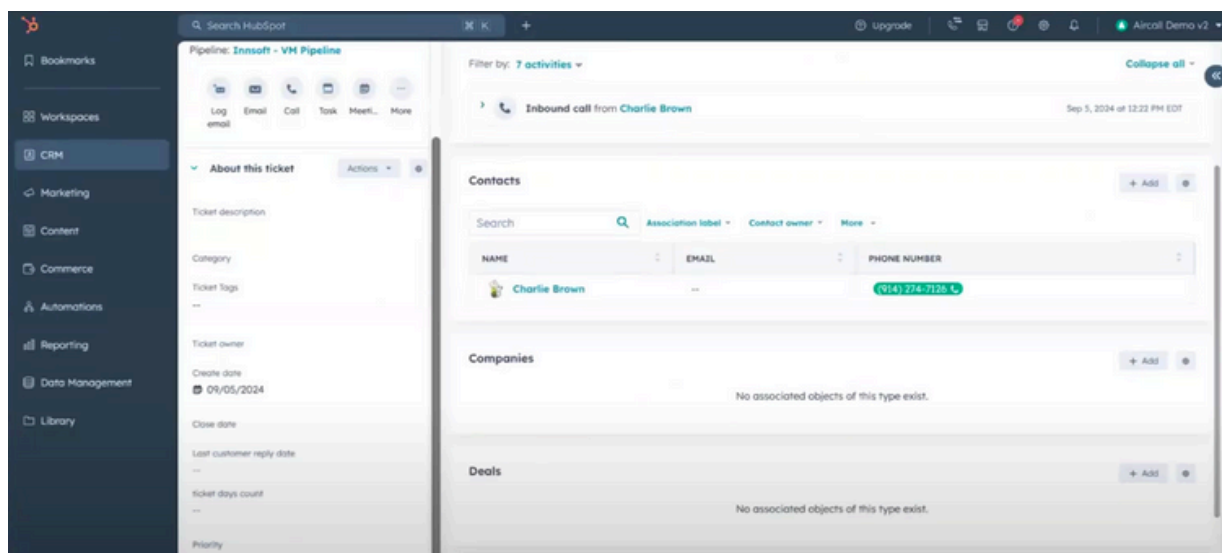 Search HubSpot
⌘ K
+
Upgrade
Aircall Demo v2
Bookmarks
Workspaces
CRM
Marketing
Content
Commerce
Automations
Reporting
Data Management
Library
Pipeline: Innsoft - VM Pipeline
Log email
Email
Call
Task
Meeti...
More
About this ticket
Actions
Ticket description
Category
Ticket Tags
--
Ticket owner
Create date
09/05/2024
Close date
Last customer reply date
--
ticket days count
--
Priority
Filter by: 7 activities
Collapse all
Inbound call from Charlie Brown
Sep 5, 2024 at 12:22 PM EDT
Contacts
+ Add
Search
Association label
Contact owner
More
NAME EMAIL PHONE NUMBER
Charlie Brown -- (914) 274-7126
Companies
+ Add
No associated objects of this type exist.
Deals
+ Add
No associated objects of this type exist.